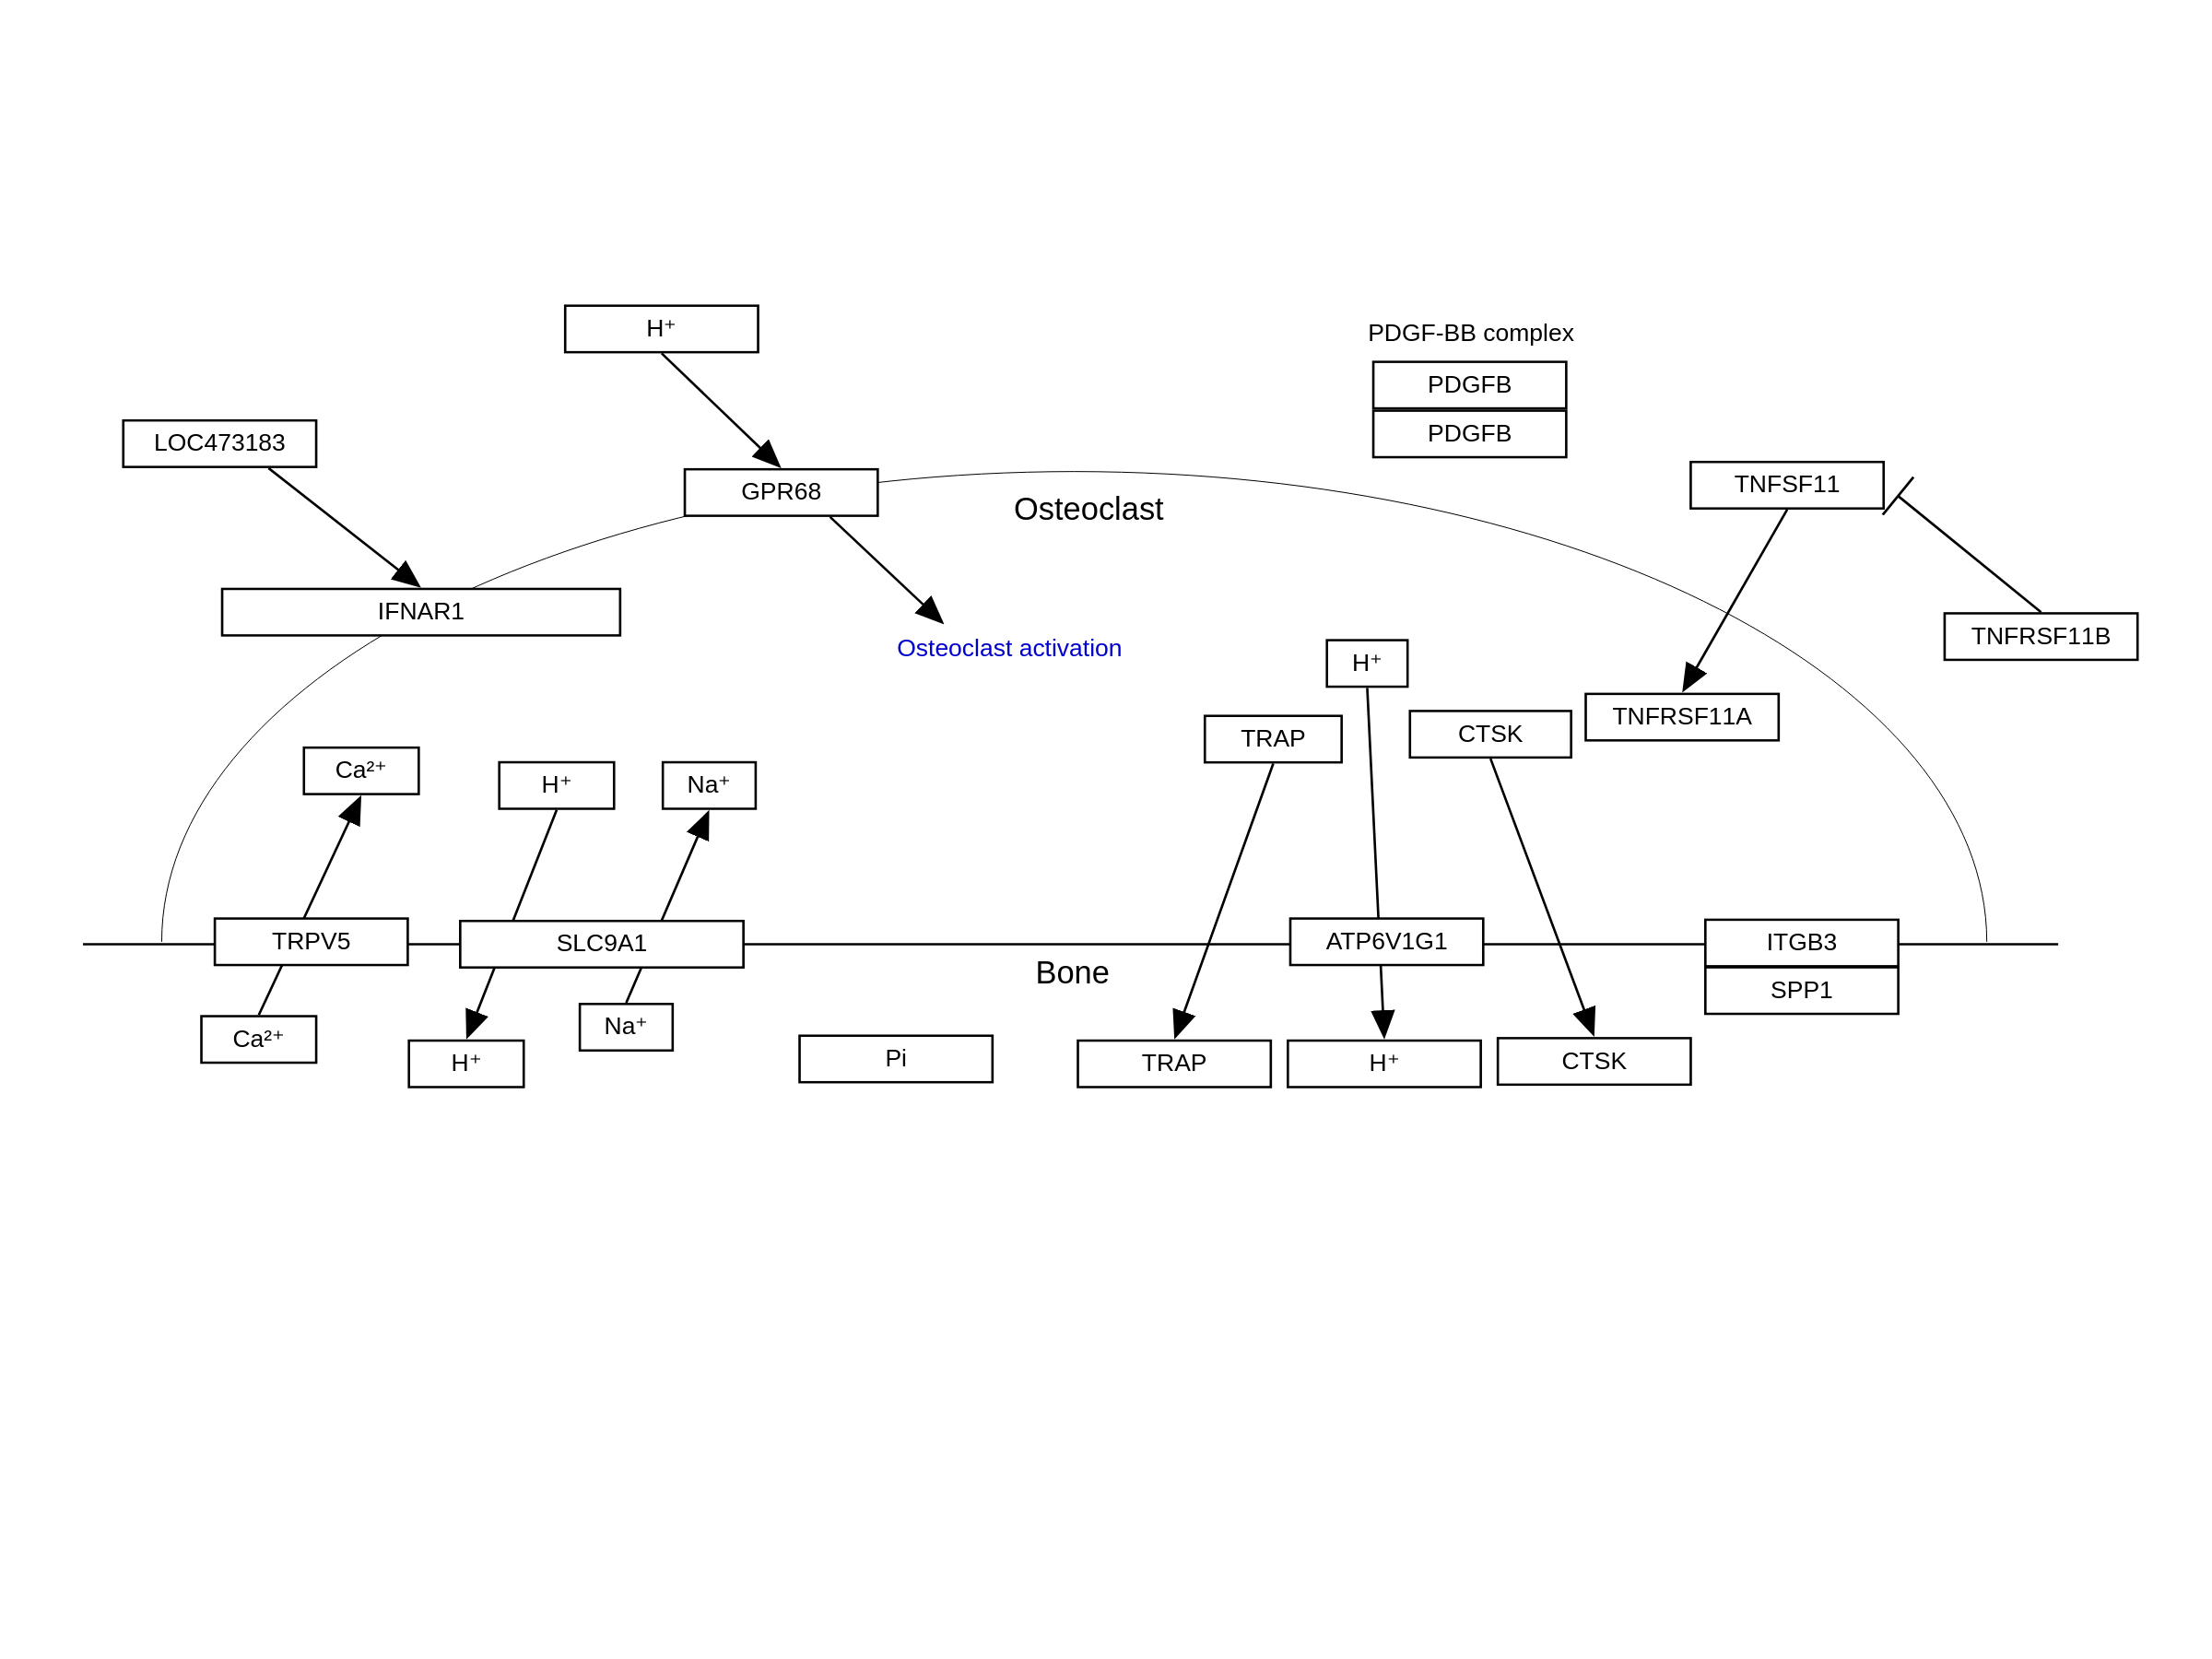 H⁺
PDGF-BB complex
PDGFB
PDGFB
LOC473183
GPR68
Osteoclast
TNFSF11
IFNAR1
Osteoclast activation
TNFRSF11B
H⁺
TNFRSF11A
TRAP
CTSK
Ca²⁺
H⁺
Na⁺
TRPV5
SLC9A1
ATP6V1G1
ITGB3
Bone
SPP1
Ca²⁺
Na⁺
H⁺
Pi
TRAP
H⁺
CTSK